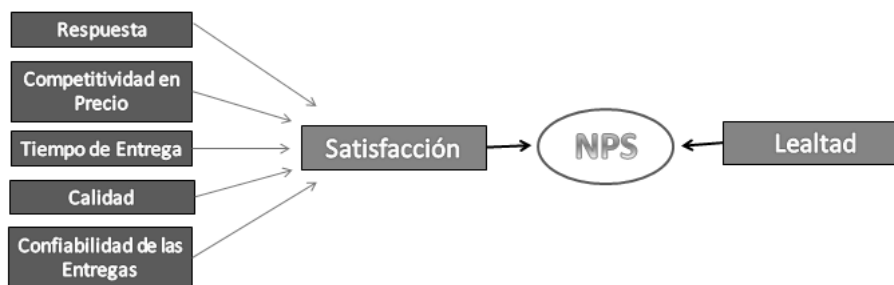 Respuesta
Competitividad en
Precio
Tiempo de Entrega
Calidad
Confiabilidad de las
Entregas
Satisfacción
NPS
Lealtad